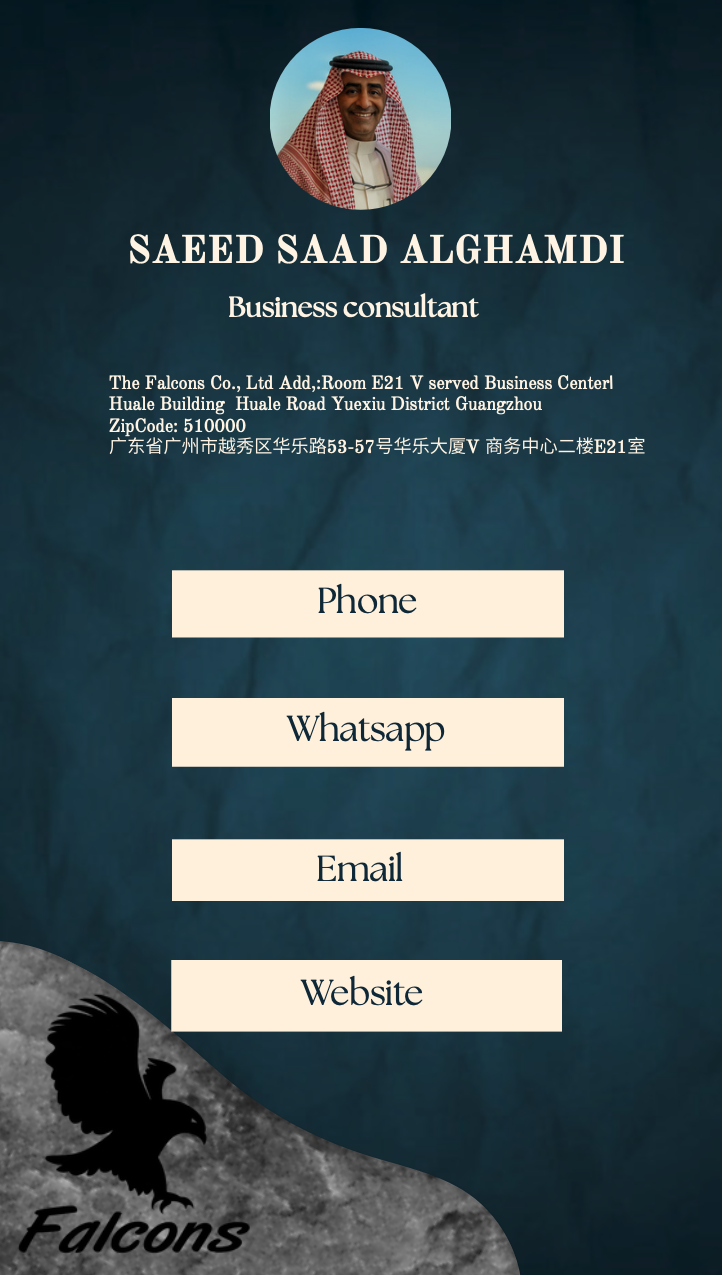 SAEED SAAD ALGHAMDI
Business consultant
The Falcons Co., Ltd Add,:Room E21 V served Business Center|
Huale Building  Huale Road Yuexiu District Guangzhou
ZipCode: 510000
广东省广州市越秀区华乐路53-57号华乐大厦V 商务中心二楼E21室
Phone
Whatsapp
Email
Website
Falcons